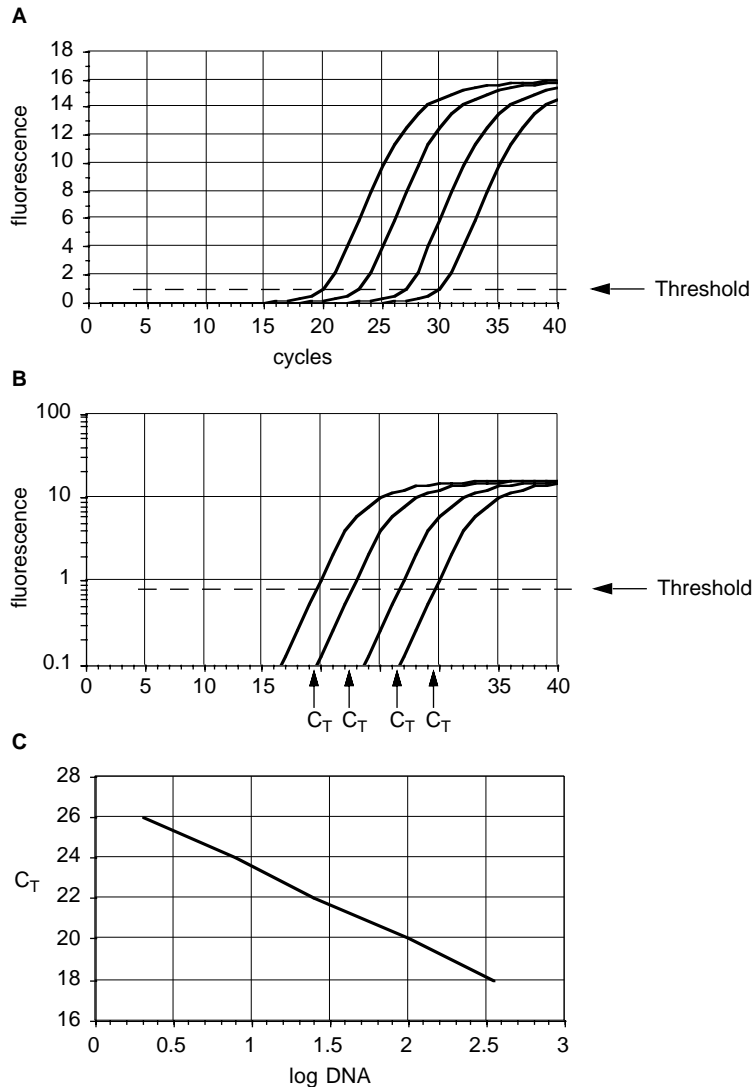 A
18
16
14
12
10
8
6
4
2
0
fluorescence
0 5 10 15 20 25 30 35 40
cycles
Threshold
B
100
10
1
0.1
fluorescence
0 5 10 15 35 40
Threshold
CT CT CT CT
C
28
26
24
22
20
18
16
CT
0 0.5 1 1.5 2 2.5 3
log DNA